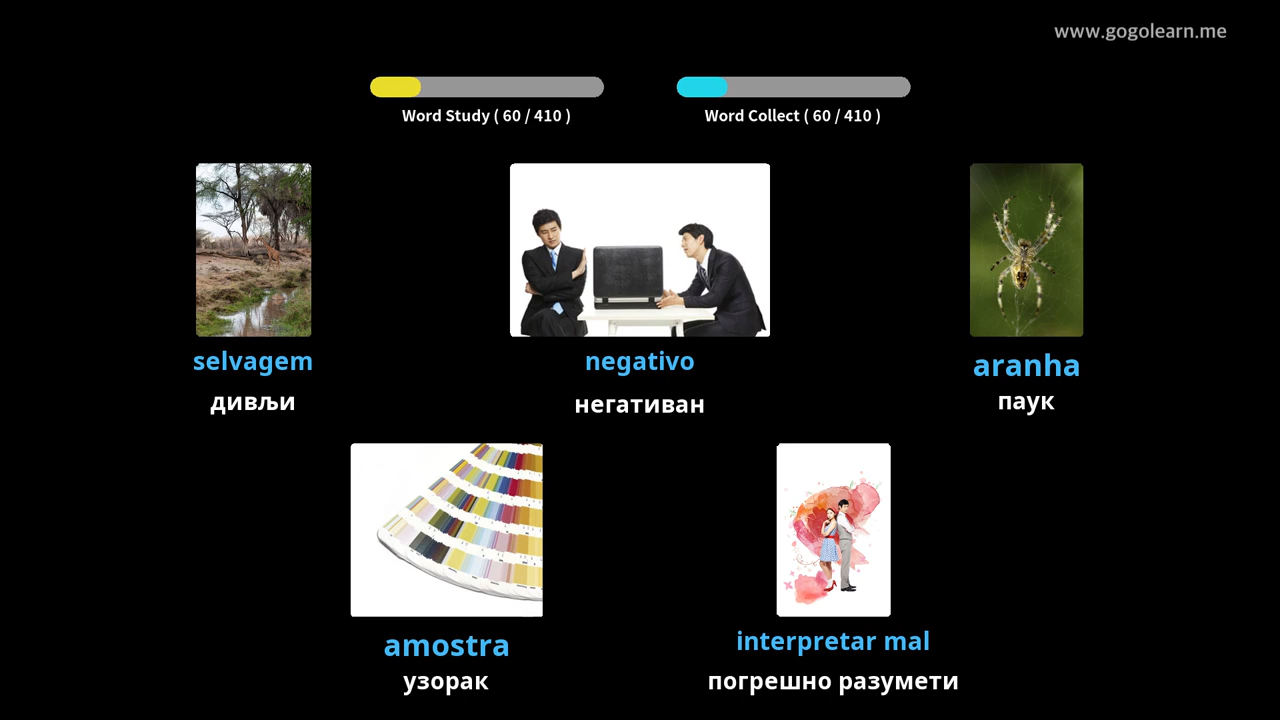 www.gogolearn.me
Word Study ( 60 / 410 )
Word Collect ( 60 / 410 )
selvagem
дивљи
negativo
негативан
aranha
паук
amostra
узорак
interpretar mal
погрешно разумети